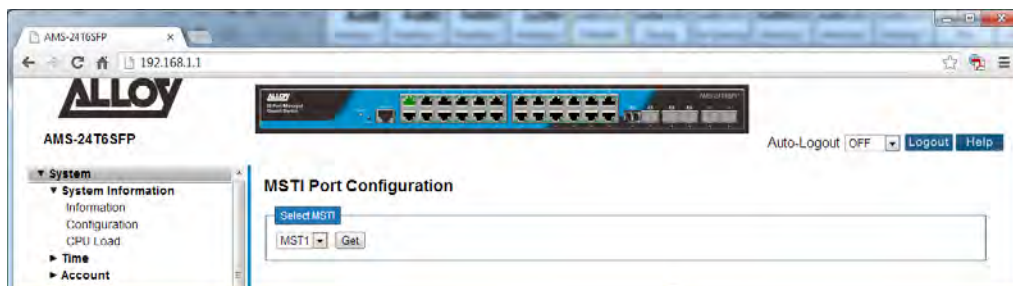 AMS-24T6SFP
192.168.1.1
ALLOY
ALLOY
AMS-24T6SFP
Auto-Logout OFF Logout Help
System
System Information
Information
Configuration
CPU Load
Time
Account
MSTI Port Configuration
Select MSTI
MST1 Get